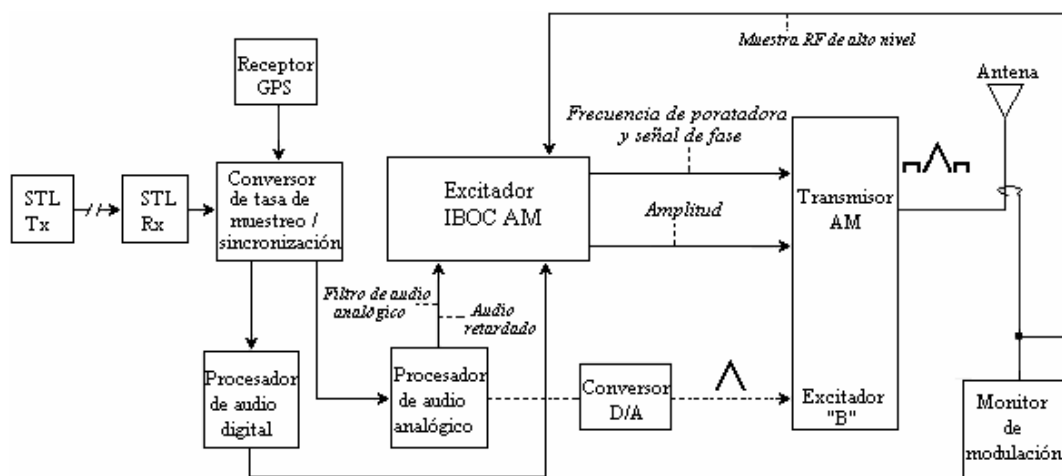 Muestra RF de alto nivel
Receptor
GPS
Antena
Frecuencia de poratadora
y señal de fase
STL
Tx
STL
Rx
Conversor
de tasa de
muestreo /
sincronización
Excitador
IBOC AM
Amplitud
Transmisor
AM
Filtro de audio
analógico
Audio
retardado
Procesador
de audio
digital
Procesador
de audio
analógico
Conversor
D/A
Excitador
"B"
Monitor
de
modulación